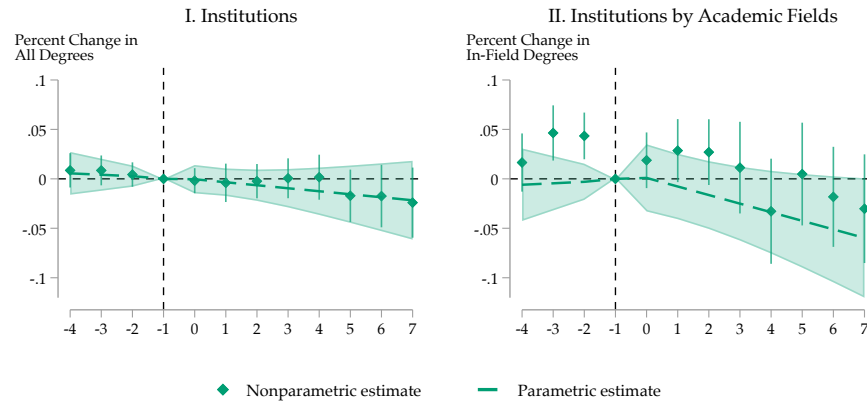 I. Institutions
Percent Change in
All Degrees
.1
.05
0
-.05
-.1
-4 -3 -2 -1 0 1 2 3 4 5 6 7
II. Institutions by Academic Fields
Percent Change in
In-Field Degrees
.1
.05
0
-.05
-.1
-4 -3 -2 -1 0 1 2 3 4 5 6 7
Nonparametric estimate Parametric estimate